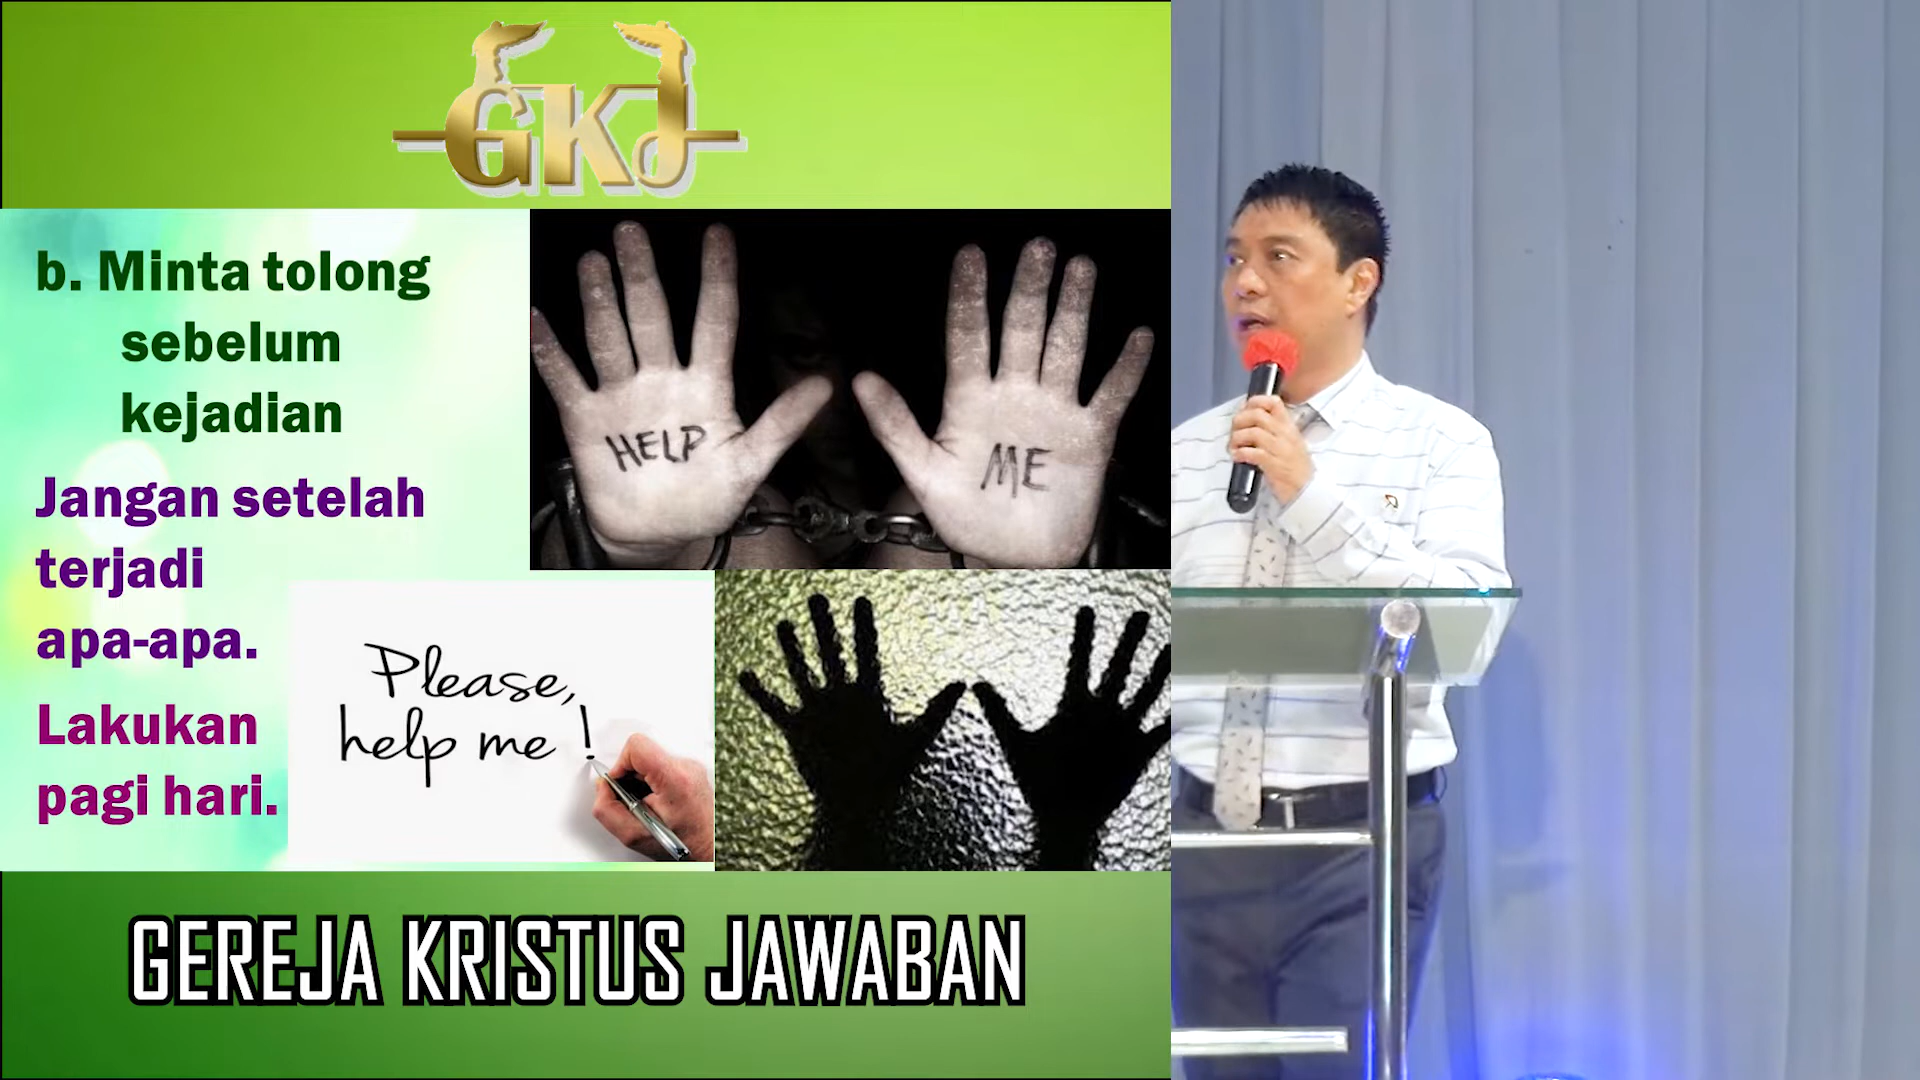 GKJ
b. Minta tolong
sebelum
kejadian
Jangan setelah
terjadi
apa-apa.
Lakukan
pagi hari.
HELP
ME
Please,
help me!
GEREJA KRISTUS JAWABAN